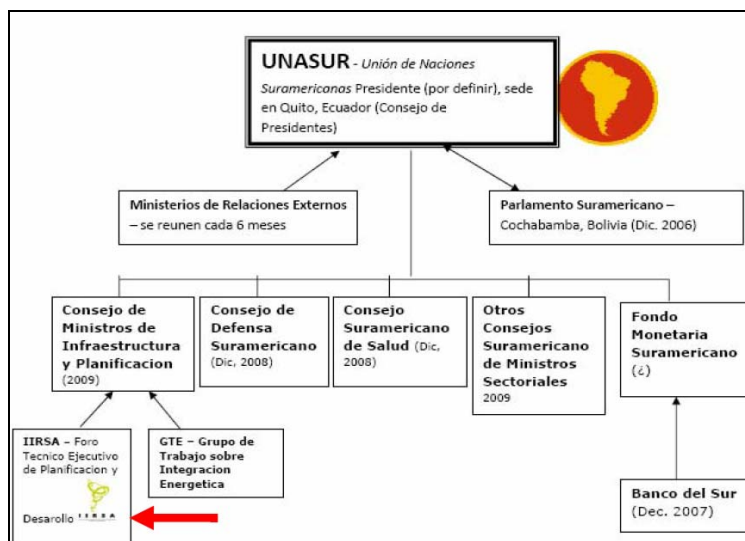 UNASUR - Unión de Naciones
Suramericanas Presidente (por definir), sede
en Quito, Ecuador (Consejo de
Presidentes)
Ministerios de Relaciones Externos
– se reunen cada 6 meses
Parlamento Suramericano –
Cochabamba, Bolivia (Dic. 2006)
Consejo de
Ministros de
Infraestructura
y Planificacion
(2009)
Consejo de
Defensa
Suramericano
(Dic, 2008)
Consejo
Suramericano
de Salud (Dic,
2008)
Otros
Consejos
Suramericano
de Ministros
Sectoriales
2009
Fondo
Monetaria
Suramericano
(¿)
IIRSA – Foro
Tecnico Ejecutivo
de Planificacion y
Desarollo IIRSA
GTE – Grupo de
Trabajo sobre
Integracion
Energetica
Banco del Sur
(Dec. 2007)